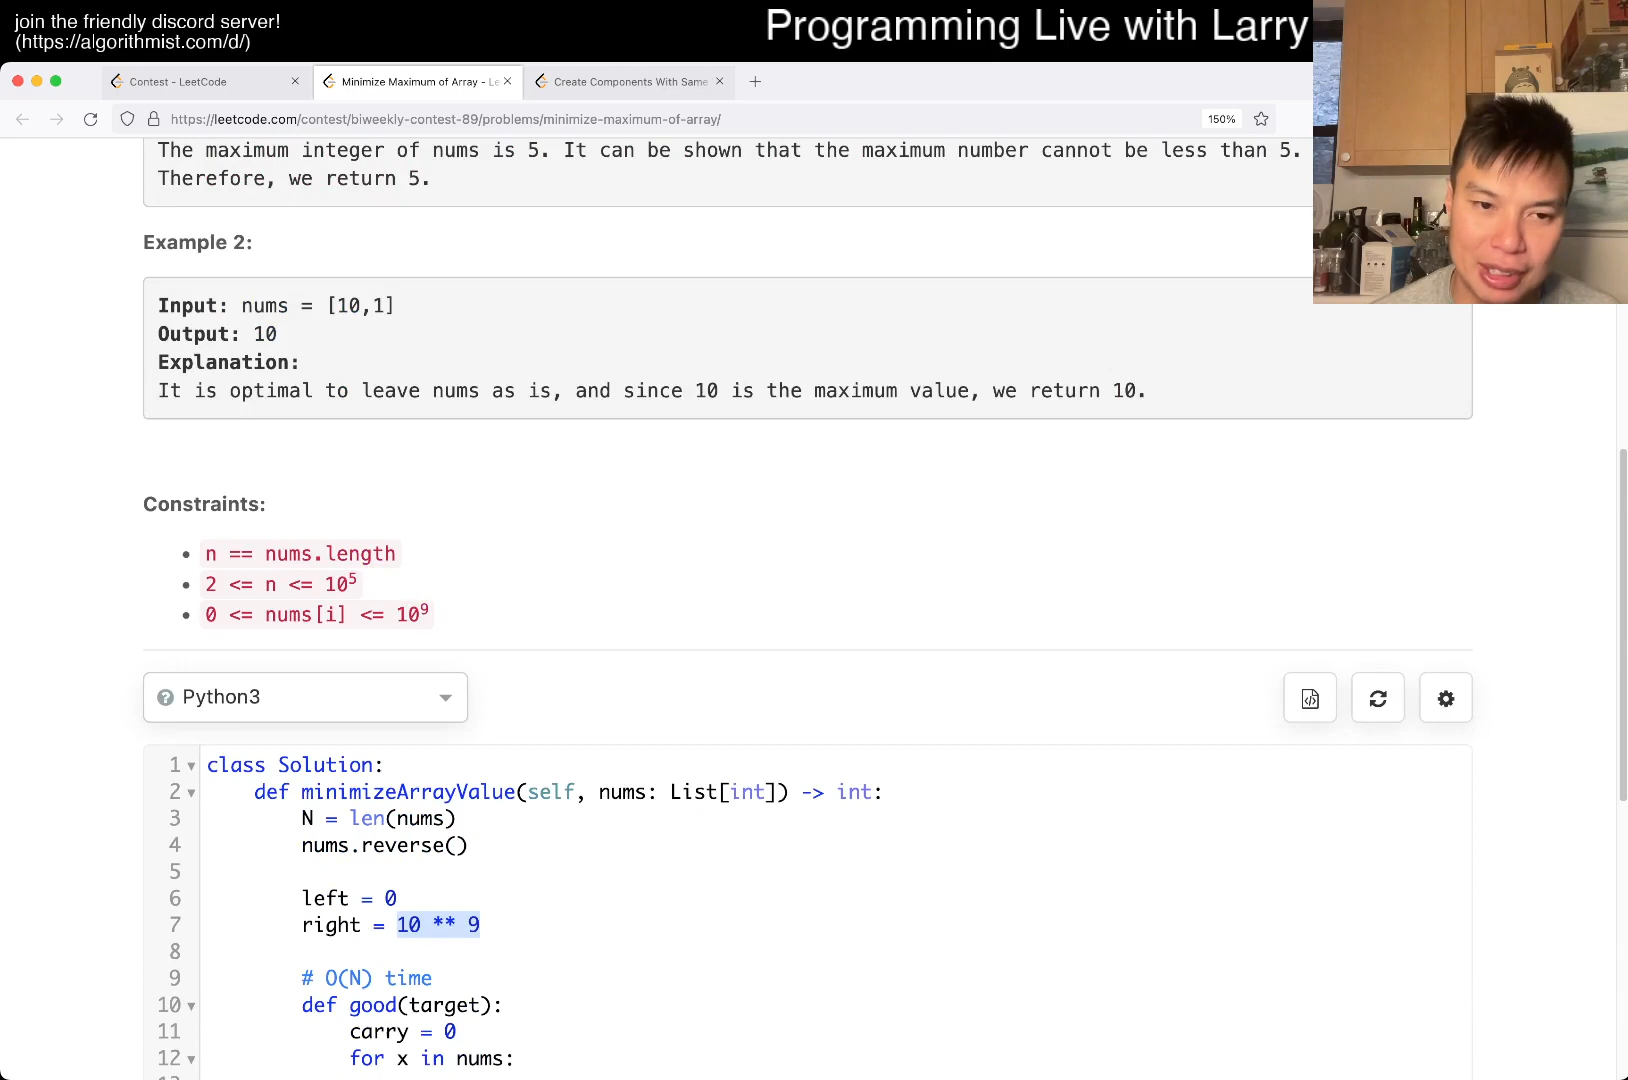 join the friendly discord server!
(https://algorithmist.com/d/)
Programming Live with Larry
Contest - LeetCode
Minimize Maximum of Array - Le
Create Components With Same
https://leetcode.com/contest/biweekly-contest-89/problems/minimize-maximum-of-array/
150%
The maximum integer of nums is 5. It can be shown that the maximum number cannot be less than 5.
Therefore, we return 5.
Example 2:
Input: nums = [10,1]
Output: 10
Explanation:
It is optimal to leave nums as is, and since 10 is the maximum value, we return 10.
Constraints:
n == nums.length
2 <= n <= 10⁵
0 <= nums[i] <= 10⁹
Python3
1 class Solution:
2 def minimizeArrayValue(self, nums: List[int]) -> int:
3 N = len(nums)
4 nums.reverse()
5
6 left = 0
7 right = 10 ** 9
8
9 # O(N) time
10 def good(target):
11 carry = 0
12 for x in nums: